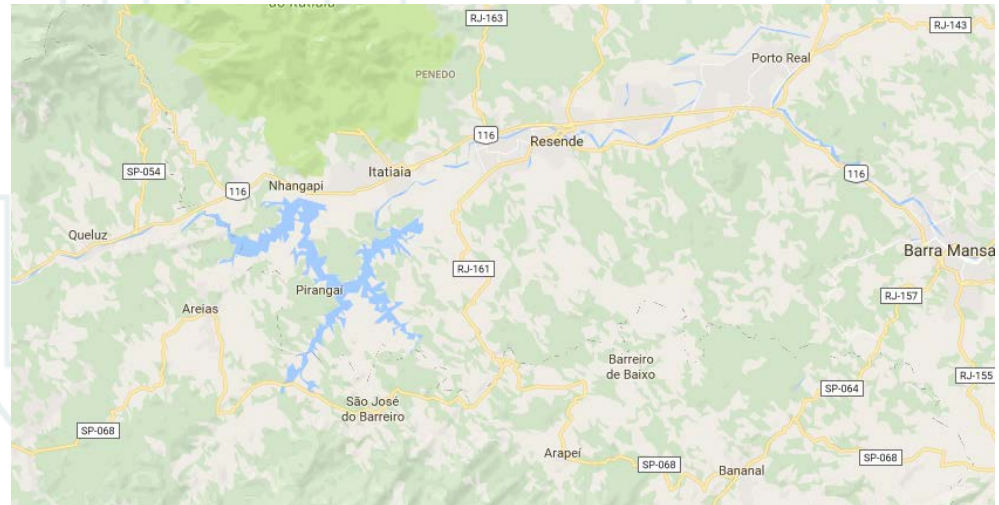 do Itatiaia
RJ-163
RJ-143
Porto Real
PENEDO
116
Resende
SP-054
Itatiaia
116
Nhangapi
116
Queluz
Barra Mansa
RJ-161
Pirangaí
RJ-157
Areias
Barreiro
de Baixo
RJ-155
SP-064
São José
do Barreiro
SP-068
Arapeí
SP-068
SP-068
Bananal